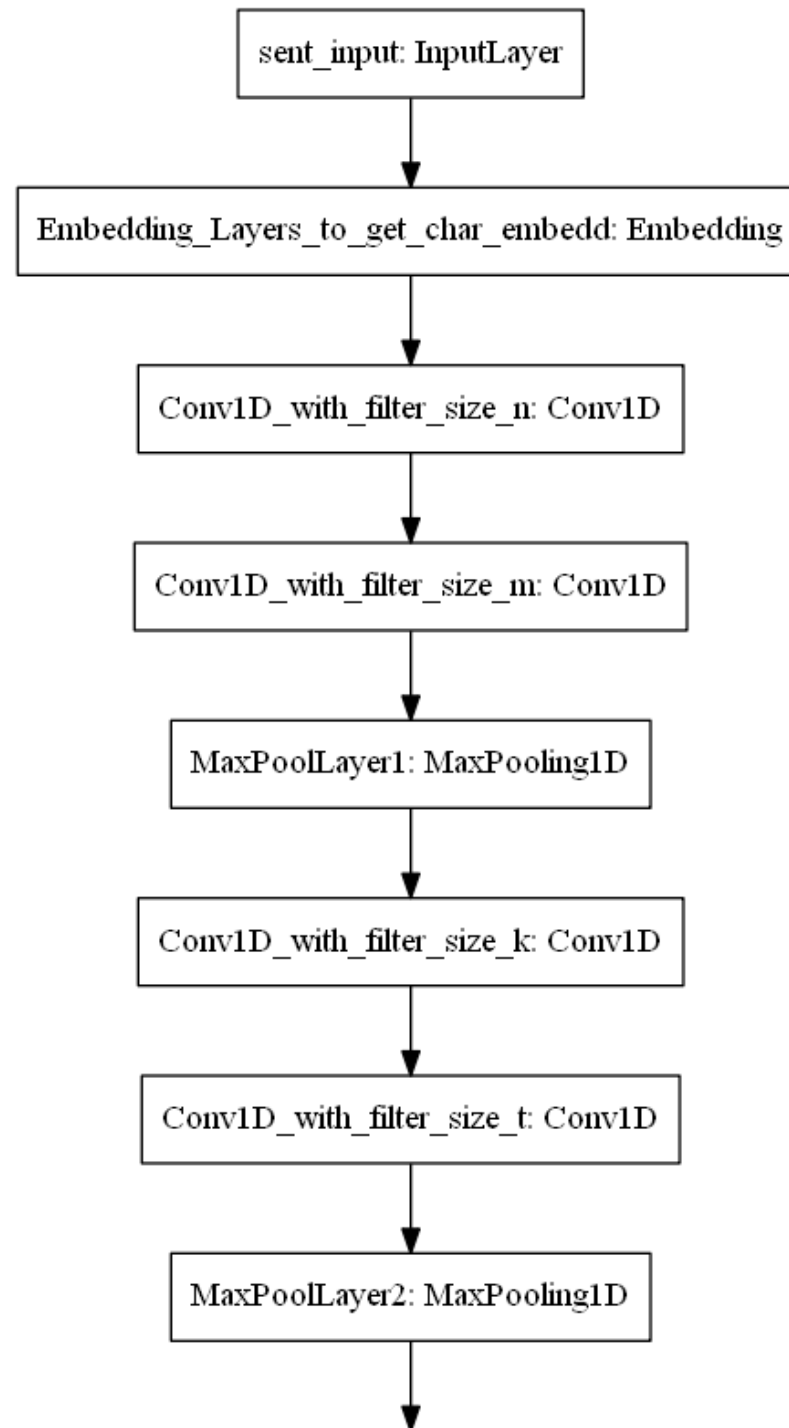 sent_input: InputLayer
Embedding_Layers_to_get_char_embedd: Embedding
Conv1D_with_filter_size_n: Conv1D
Conv1D_with_filter_size_m: Conv1D
MaxPoolLayer1: MaxPooling1D
Conv1D_with_filter_size_k: Conv1D
Conv1D_with_filter_size_t: Conv1D
MaxPoolLayer2: MaxPooling1D